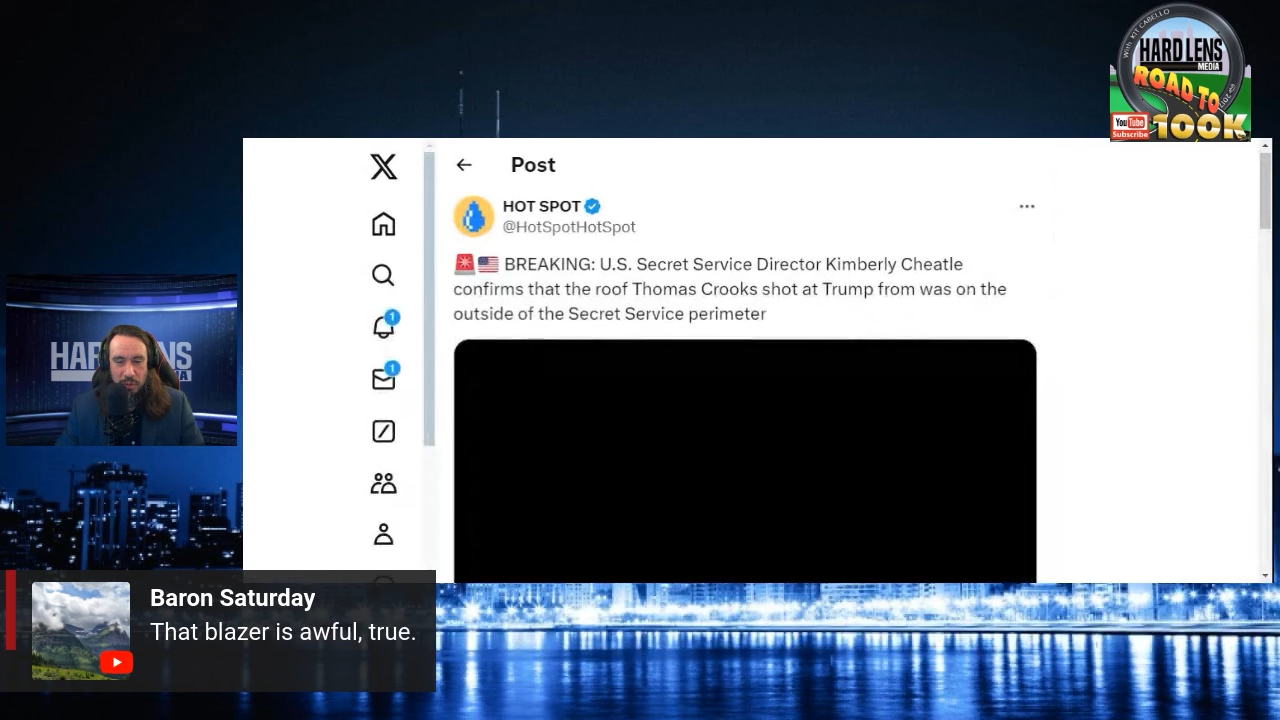 With KIT CABELLO
HARD LENS
MEDIA
ROAD TO
100K
YouTube
Subscribe
Post
HOT SPOT
@HotSpotHotSpot
BREAKING: U.S. Secret Service Director Kimberly Cheatle
confirms that the roof Thomas Crooks shot at Trump from was on the
outside of the Secret Service perimeter
1
1
Baron Saturday
That blazer is awful, true.